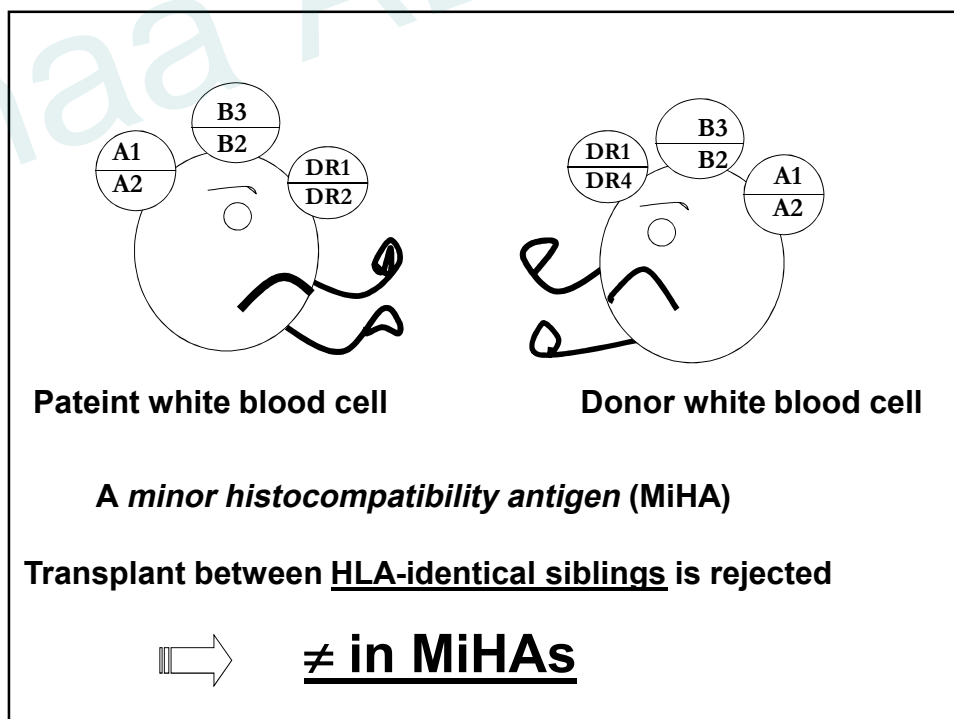 B3
B2
A1
A2
DR1
DR2
B3
B2
DR1
DR4
A1
A2
Pateint white blood cell
Donor white blood cell
A minor histocompatibility antigen (MiHA)
Transplant between HLA-identical siblings is rejected
≠ in MiHAs